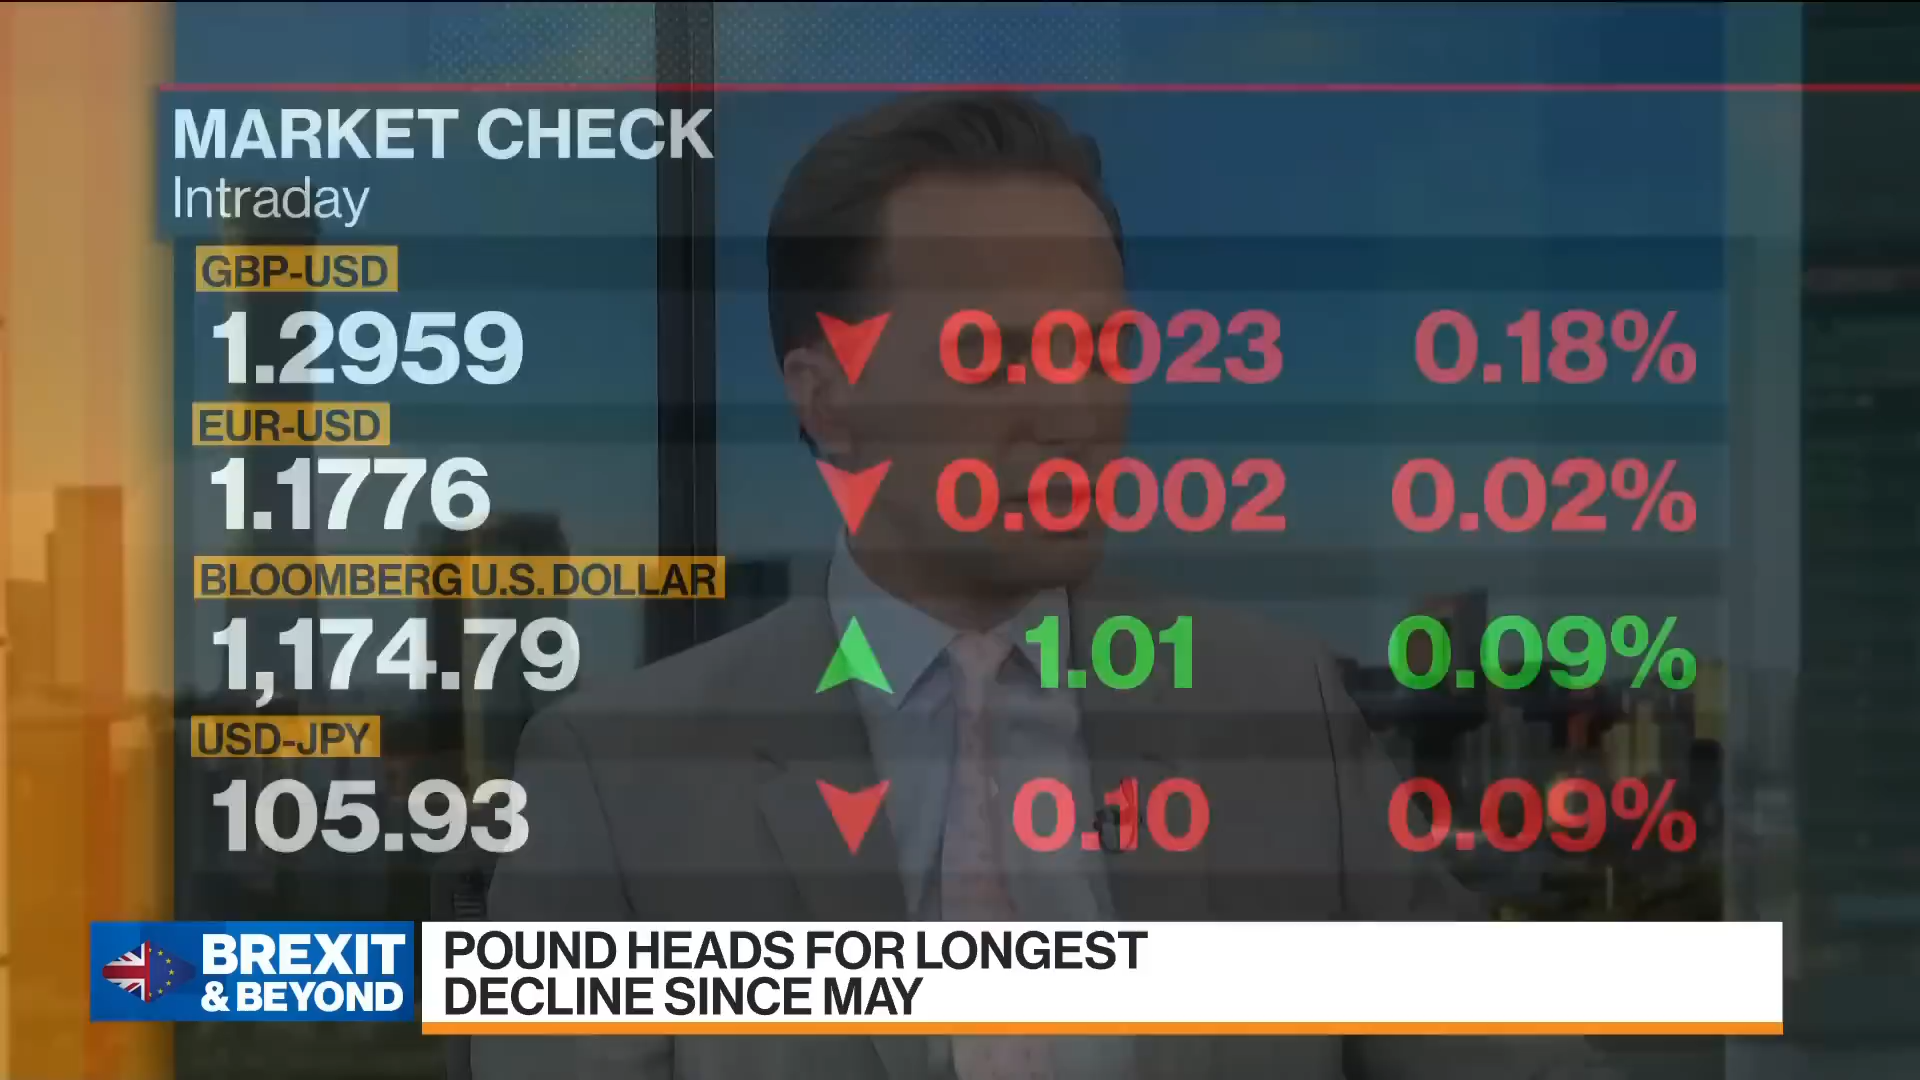 MARKET CHECK
Intraday
GBP-USD
1.2959 ▼ 0.0023 0.18%
EUR-USD
1.1776 ▼ 0.0002 0.02%
BLOOMBERG U.S. DOLLAR
1,174.79 ▲ 1.01 0.09%
USD-JPY
105.93 ▼ 0.10 0.09%
BREXIT
& BEYOND
POUND HEADS FOR LONGEST
DECLINE SINCE MAY